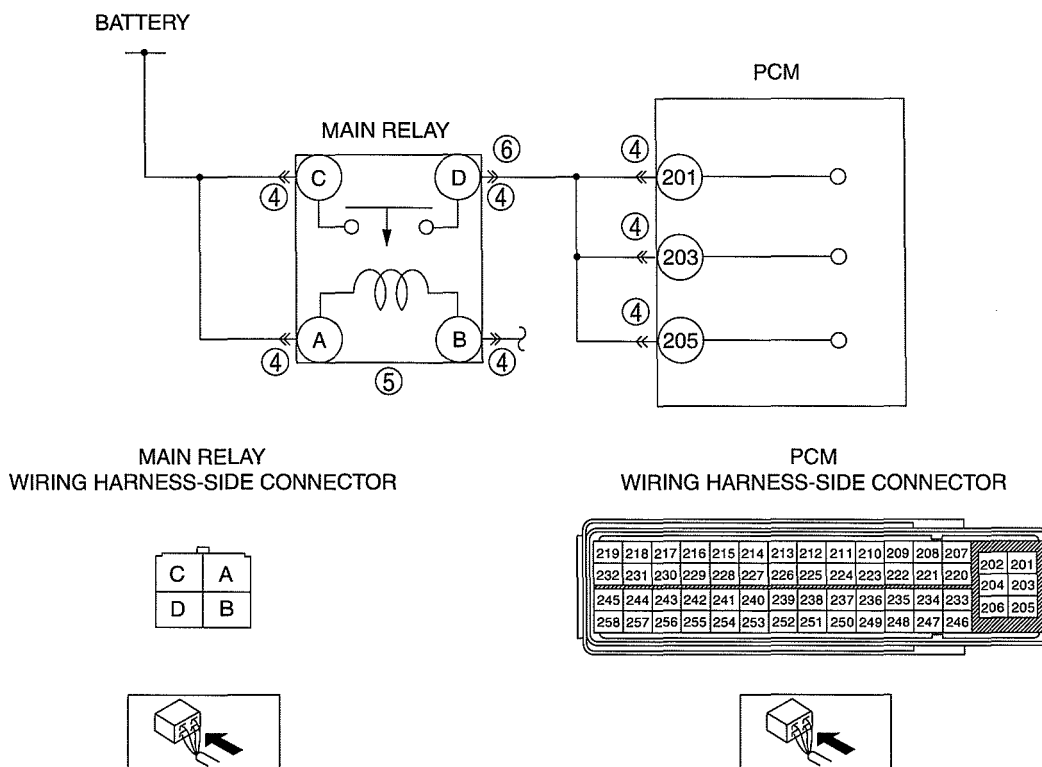 BATTERY
PCM
MAIN RELAY
6
4
C
D
201
4
4
4
203
4
A
B
205
4
4
5
MAIN RELAY
WIRING HARNESS-SIDE CONNECTOR
PCM
WIRING HARNESS-SIDE CONNECTOR
C A
D B
219 218 217 216 215 214 213 212 211 210 209 208 207
232 231 230 229 228 227 226 225 224 223 222 221 220
245 244 243 242 241 240 239 238 237 236 235 234 233
258 257 256 255 254 253 252 251 250 249 248 247 246
202 201
204 203
206 205